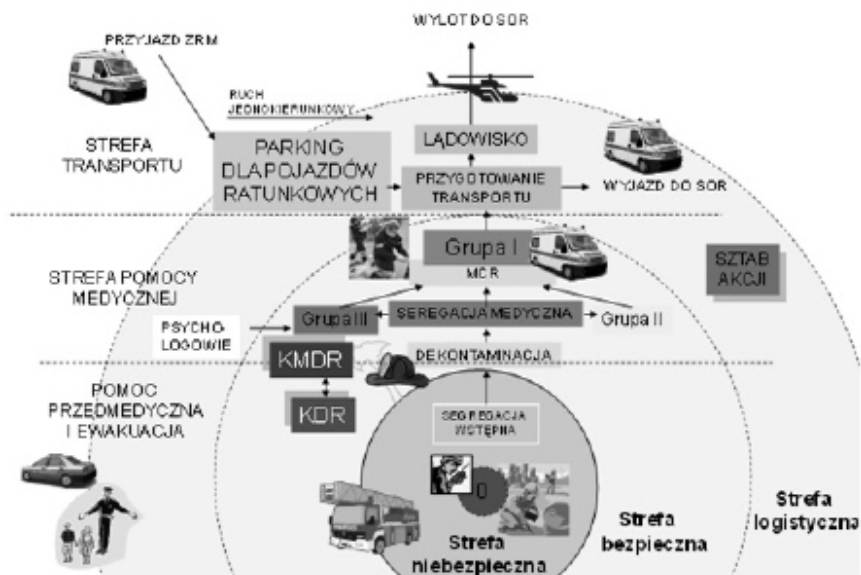 WYLOT DO SOR
PRZYJAZD ZRM
RUCH
JEDNOKIERUNKOWY
STREFA
TRANSPORTU
PARKING
DLA POJAZDÓW
RATUNKOWYCH
LĄDOWISKO
PRZYGOTOWANIE
TRANSPORTU
WYJAZD DO SOR
Grupa I
MCR
STREFA POMOCY
MEDYCZNEJ
SZTAB
AKCJI
PSYCHO-
LOGOWIE
Grupa III
SEREGACJA MEDYCZNA
Grupa II
KMDR
DEKONTAMINACJA
POMOC
PRZEDMEDYCZNA
I EWAKUACJA
KDR
SEGREGACJA
WSTĘPNA
0
Strefa
niebezpieczna
Strefa
bezpieczna
Strefa
logistyczna